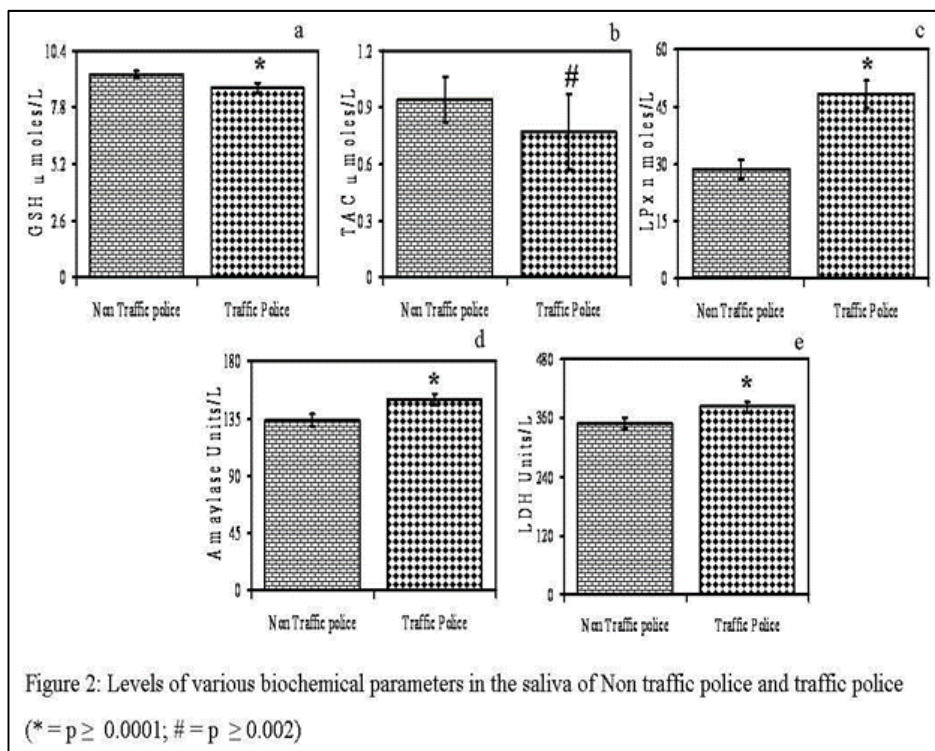 a
GSH μ moles/L
10.4
7.8
5.2
2.6
0
*
Non Traffic police
Traffic Police
b
TAC μ moles/L
1.2
0.9
0.6
0.3
0
#
Non Traffic police
Traffic Police
c
LPx n moles/L
60
45
30
15
0
*
Non Traffic police
Traffic Police
d
Amaylase Units/L
180
135
90
45
0
*
Non Traffic police
Traffic Police
e
LDH Units/L
480
360
240
120
0
*
Non Traffic police
Traffic Police
Figure 2: Levels of various biochemical parameters in the saliva of Non traffic police and traffic police
(* = p ≥ 0.0001; # = p ≥ 0.002)